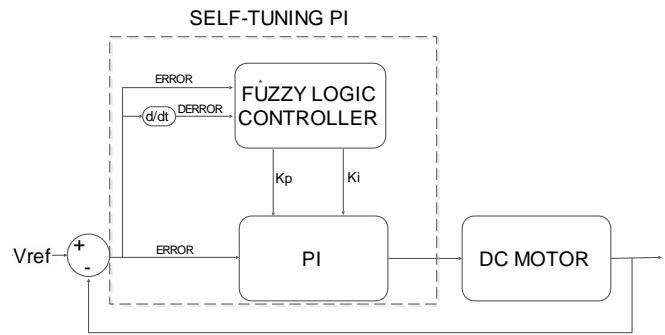 SELF-TUNING PI
ERROR
FUZZY LOGIC
CONTROLLER
d/dt
DERROR
Kp
Ki
Vref
+
-
ERROR
PI
DC MOTOR